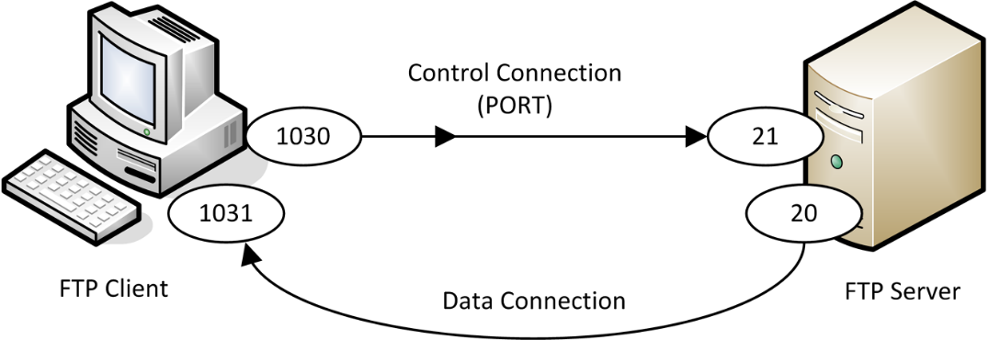 Control Connection
(PORT)
1030
21
1031
20
FTP Client
Data Connection
FTP Server